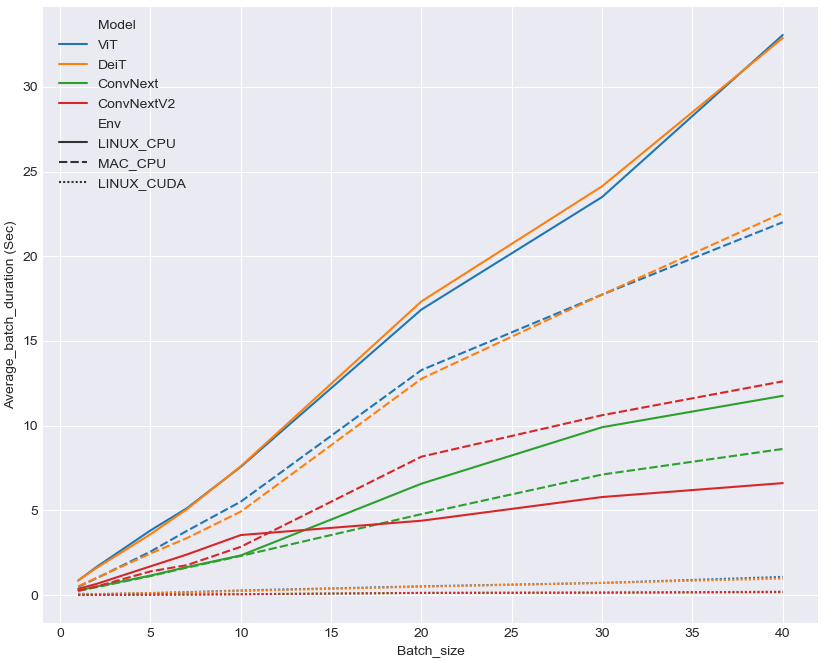 Model
ViT
DeiT
ConvNext
ConvNextV2
Env
LINUX_CPU
MAC_CPU
LINUX_CUDA
30
25
20
15
10
5
0
Average_batch_duration (Sec)
0 5 10 15 20 25 30 35 40
Batch_size